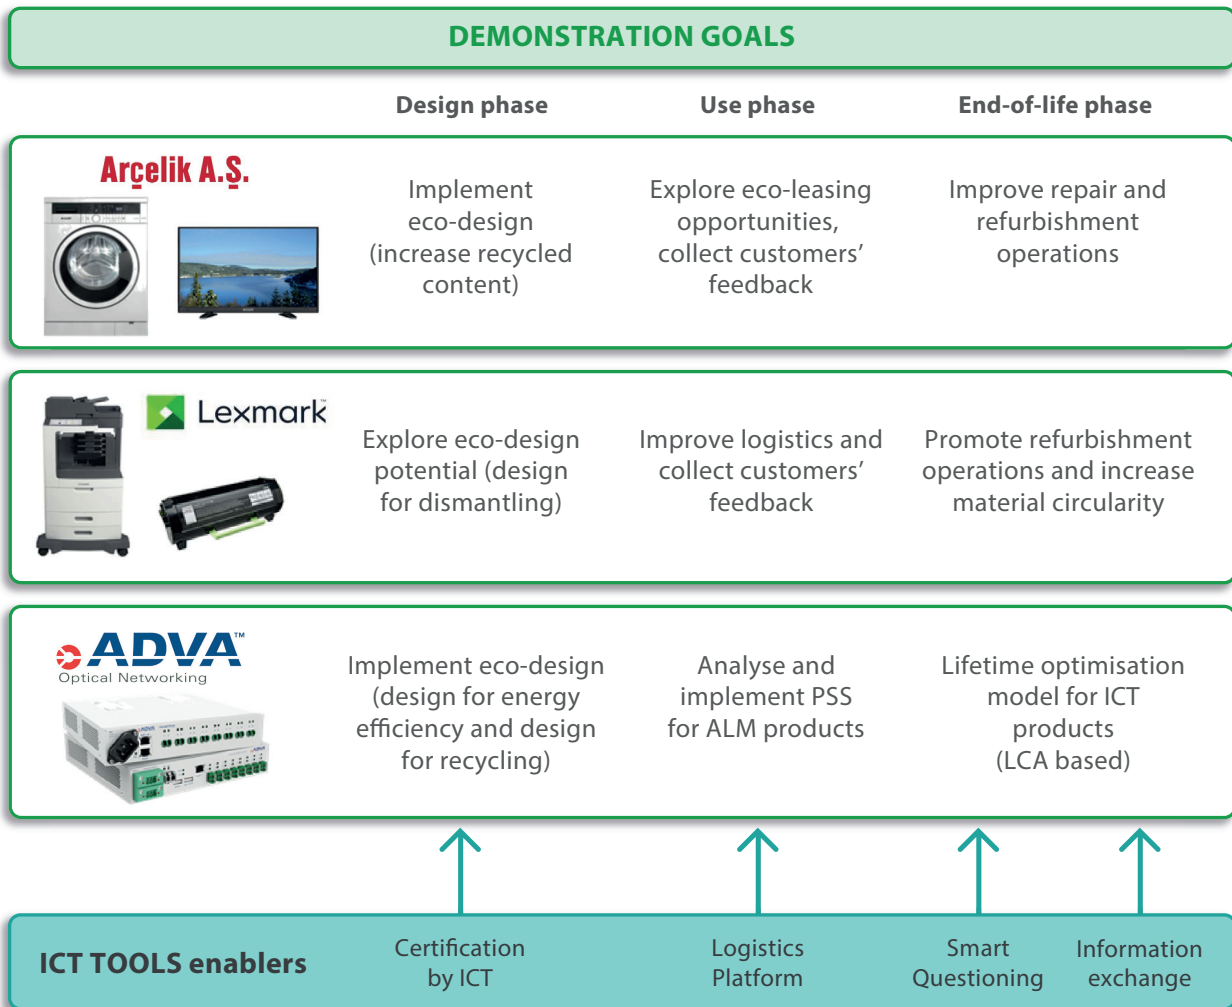 DEMONSTRATION GOALS
Design phase
Use phase
End-of-life phase
Arçelik A.Ş.
Implement
eco-design
(increase recycled
content)
Explore eco-leasing
opportunities,
collect customers’
feedback
Improve repair and
refurbishment
operations
Lexmark™
Explore eco-design
potential (design
for dismantling)
Improve logistics and
collect customers’
feedback
Promote refurbishment
operations and increase
material circularity
ADVA™
Optical Networking
Implement eco-design
(design for energy
efficiency and design
for recycling)
Analyse and
implement PSS
for ALM products
Lifetime optimisation
model for ICT
products
(LCA based)
ICT TOOLS enablers
Certification
by ICT
Logistics
Platform
Smart
Questioning
Information
exchange